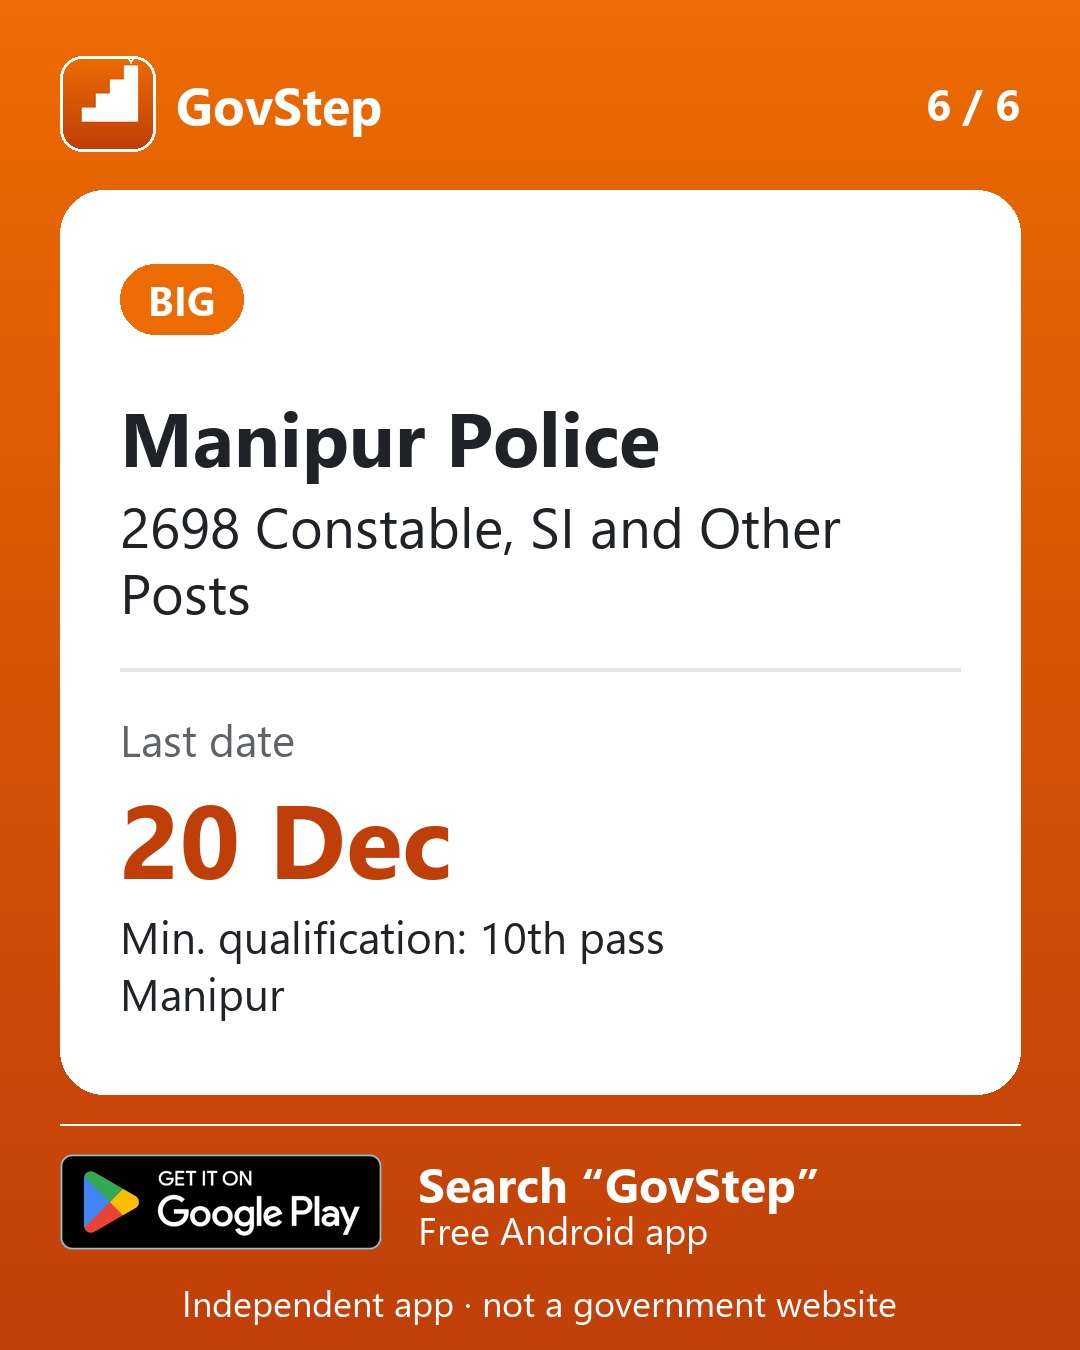 GovStep
6 / 6
BIG
Manipur Police
2698 Constable, SI and Other
Posts
Last date
20 Dec
Min. qualification: 10th pass
Manipur
GET IT ON
Google Play
Search “GovStep”
Free Android app
Independent app · not a government website